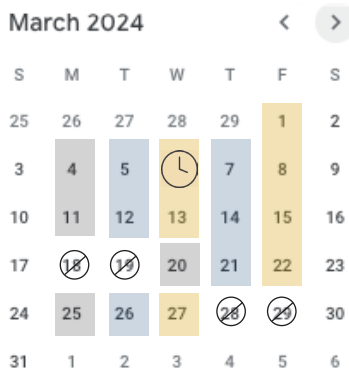 March 2024 < >
S M T W T F S
25 26 27 28 29 1 2
3 4 5 7 8 9
10 11 12 13 14 15 16
17 18 19 20 21 22 23
24 25 26 27 28 29 30
31 1 2 3 4 5 6